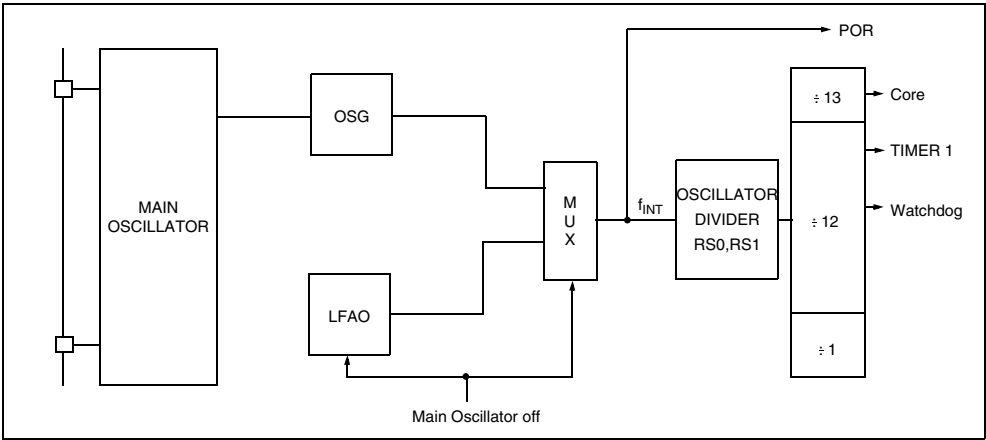 POR
÷ 13
Core
OSG
TIMER 1
MAIN
OSCILLATOR
M
U
X
fINT
OSCILLATOR
DIVIDER
RS0,RS1
÷ 12
Watchdog
LFAO
÷ 1
Main Oscillator off